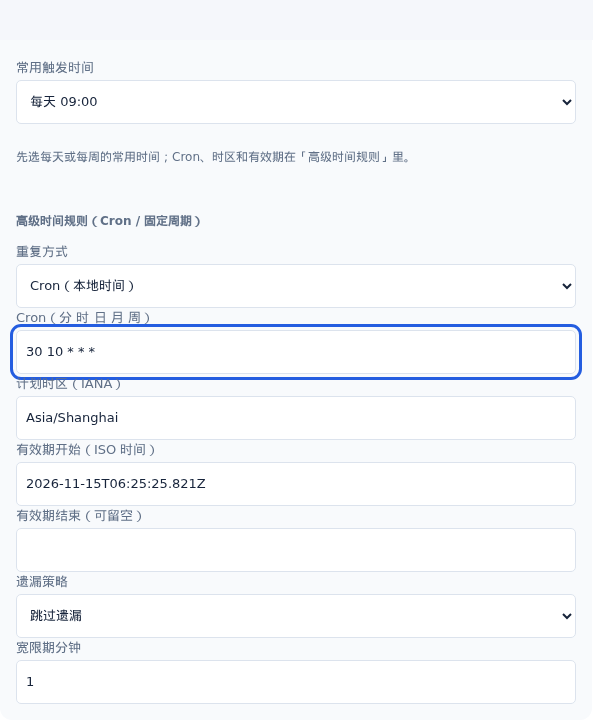 常用触发时间
每天 09:00
先选每天或每周的常用时间；Cron、时区和有效期在「高级时间规则」里。
高级时间规则（Cron / 固定周期）
重复方式
Cron（本地时间）
Cron（分 时 日 月 周）
30 10 * * *
计划时区（IANA）
Asia/Shanghai
有效期开始（ISO 时间）
2026-11-15T06:25:25.821Z
有效期结束（可留空）
遗漏策略
跳过遗漏
宽限期分钟
1